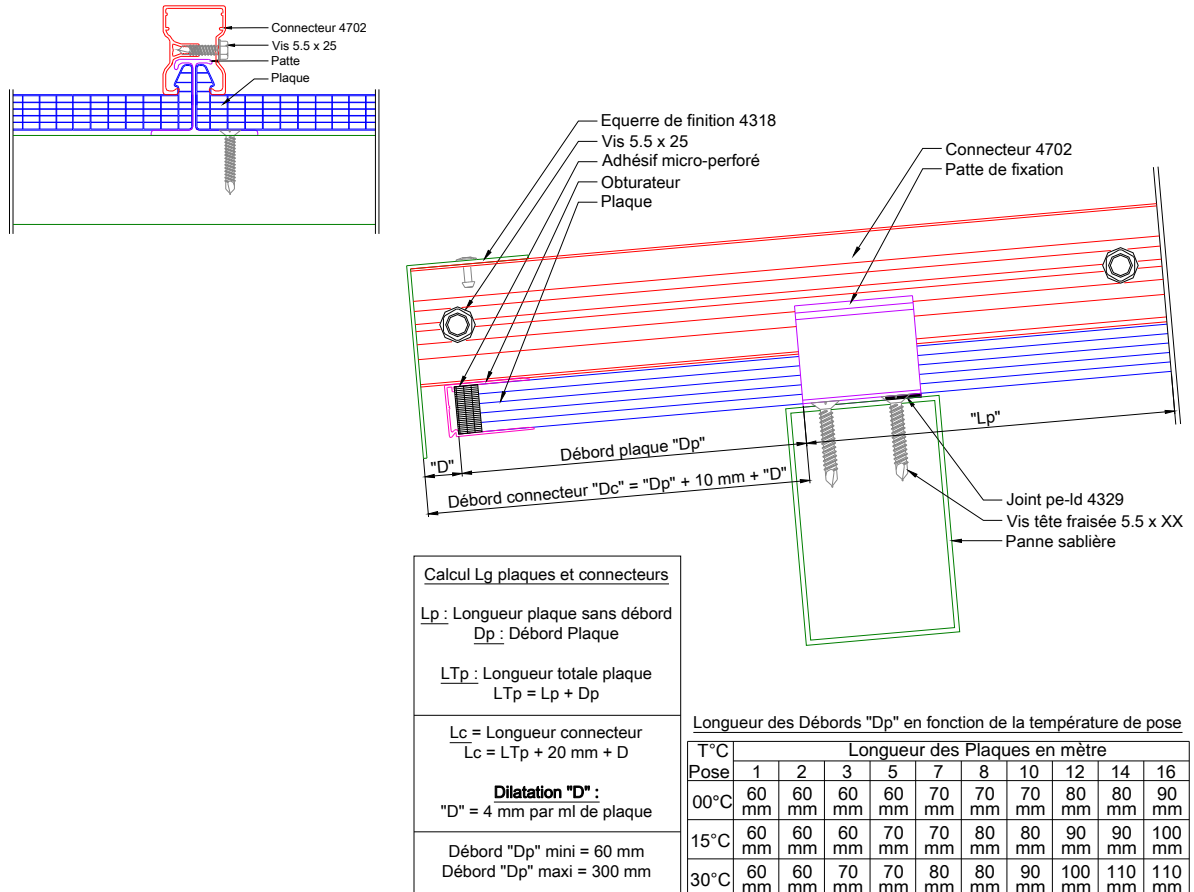 Connecteur 4702
Vis 5.5 x 25
Patte
Plaque
Equerre de finition 4318
Vis 5.5 x 25
Adhésif micro-perforé
Obturateur
Plaque
Connecteur 4702
Patte de fixation
"Lp"
"D"
Débord plaque "Dp"
Débord connecteur "Dc" = "Dp" + 10 mm + "D"
Joint pe-ld 4329
Vis tête fraisée 5.5 x XX
Panne sablière
Calcul Lg plaques et connecteurs
Lp : Longueur plaque sans débord
Dp : Débord Plaque
LTp : Longueur totale plaque
LTp = Lp + Dp
Lc = Longueur connecteur
Lc = LTp + 20 mm + D
Dilatation "D" :
"D" = 4 mm par ml de plaque
Débord "Dp" mini = 60 mm
Débord "Dp" maxi = 300 mm
Longueur des Débords "Dp" en fonction de la température de pose
T°C Longueur des Plaques en mètre
Pose 1 2 3 5 7 8 10 12 14 16
00°C 60 mm 60 mm 60 mm 60 mm 70 mm 70 mm 70 mm 80 mm 80 mm 90 mm
15°C 60 mm 60 mm 60 mm 70 mm 70 mm 80 mm 80 mm 90 mm 90 mm 100 mm
30°C 60 mm 60 mm 70 mm 70 mm 80 mm 80 mm 90 mm 100 mm 110 mm 110 mm